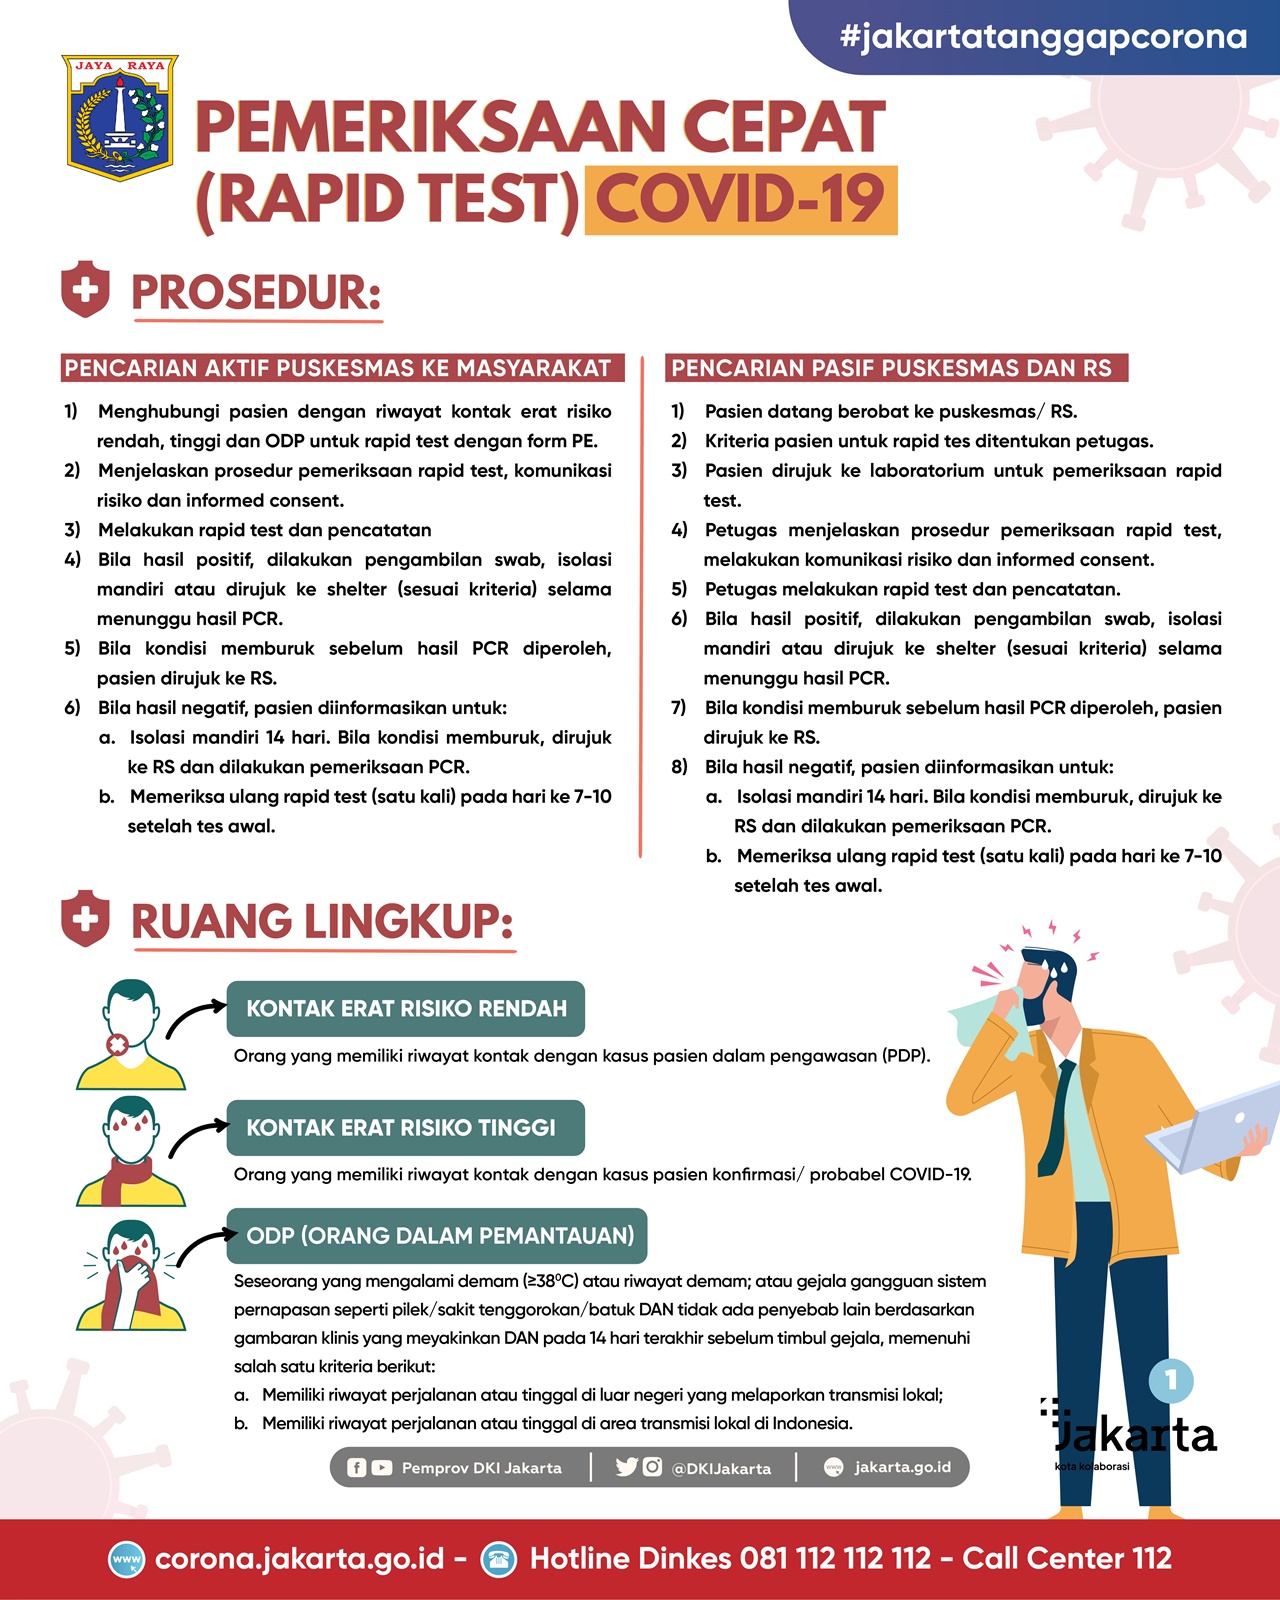 #jakartatanggapcorona
JAYA RAYA
PEMERIKSAAN CEPAT
(RAPID TEST) COVID-19
PROSEDUR:
PENCARIAN AKTIF PUSKESMAS KE MASYARAKAT
1) Menghubungi pasien dengan riwayat kontak erat risiko
rendah, tinggi dan ODP untuk rapid test dengan form PE.
2) Menjelaskan prosedur pemeriksaan rapid test, komunikasi
risiko dan informed consent.
3) Melakukan rapid test dan pencatatan
4) Bila hasil positif, dilakukan pengambilan swab, isolasi
mandiri atau dirujuk ke shelter (sesuai kriteria) selama
menunggu hasil PCR.
5) Bila kondisi memburuk sebelum hasil PCR diperoleh,
pasien dirujuk ke RS.
6) Bila hasil negatif, pasien diinformasikan untuk:
a. Isolasi mandiri 14 hari. Bila kondisi memburuk, dirujuk
ke RS dan dilakukan pemeriksaan PCR.
b. Memeriksa ulang rapid test (satu kali) pada hari ke 7-10
setelah tes awal.
PENCARIAN PASIF PUSKESMAS DAN RS
1) Pasien datang berobat ke puskesmas/ RS.
2) Kriteria pasien untuk rapid tes ditentukan petugas.
3) Pasien dirujuk ke laboratorium untuk pemeriksaan rapid
test.
4) Petugas menjelaskan prosedur pemeriksaan rapid test,
melakukan komunikasi risiko dan informed consent.
5) Petugas melakukan rapid test dan pencatatan.
6) Bila hasil positif, dilakukan pengambilan swab, isolasi
mandiri atau dirujuk ke shelter (sesuai kriteria) selama
menunggu hasil PCR.
7) Bila kondisi memburuk sebelum hasil PCR diperoleh, pasien
dirujuk ke RS.
8) Bila hasil negatif, pasien diinformasikan untuk:
a. Isolasi mandiri 14 hari. Bila kondisi memburuk, dirujuk ke
RS dan dilakukan pemeriksaan PCR.
b. Memeriksa ulang rapid test (satu kali) pada hari ke 7-10
setelah tes awal.
RUANG LINGKUP:
KONTAK ERAT RISIKO RENDAH
Orang yang memiliki riwayat kontak dengan kasus pasien dalam pengawasan (PDP).
KONTAK ERAT RISIKO TINGGI
Orang yang memiliki riwayat kontak dengan kasus pasien konfirmasi/ probabel COVID-19.
ODP (ORANG DALAM PEMANTAUAN)
Seseorang yang mengalami demam (≥38⁰C) atau riwayat demam; atau gejala gangguan sistem
pernapasan seperti pilek/sakit tenggorokan/batuk DAN tidak ada penyebab lain berdasarkan
gambaran klinis yang meyakinkan DAN pada 14 hari terakhir sebelum timbul gejala, memenuhi
salah satu kriteria berikut:
a. Memiliki riwayat perjalanan atau tinggal di luar negeri yang melaporkan transmisi lokal;
b. Memiliki riwayat perjalanan atau tinggal di area transmisi lokal di Indonesia.
1
jakarta
kota kolaborasi
Pemprov DKI Jakarta | @DKIJakarta | www jakarta.go.id
www corona.jakarta.go.id - Hotline Dinkes 081 112 112 112 - Call Center 112